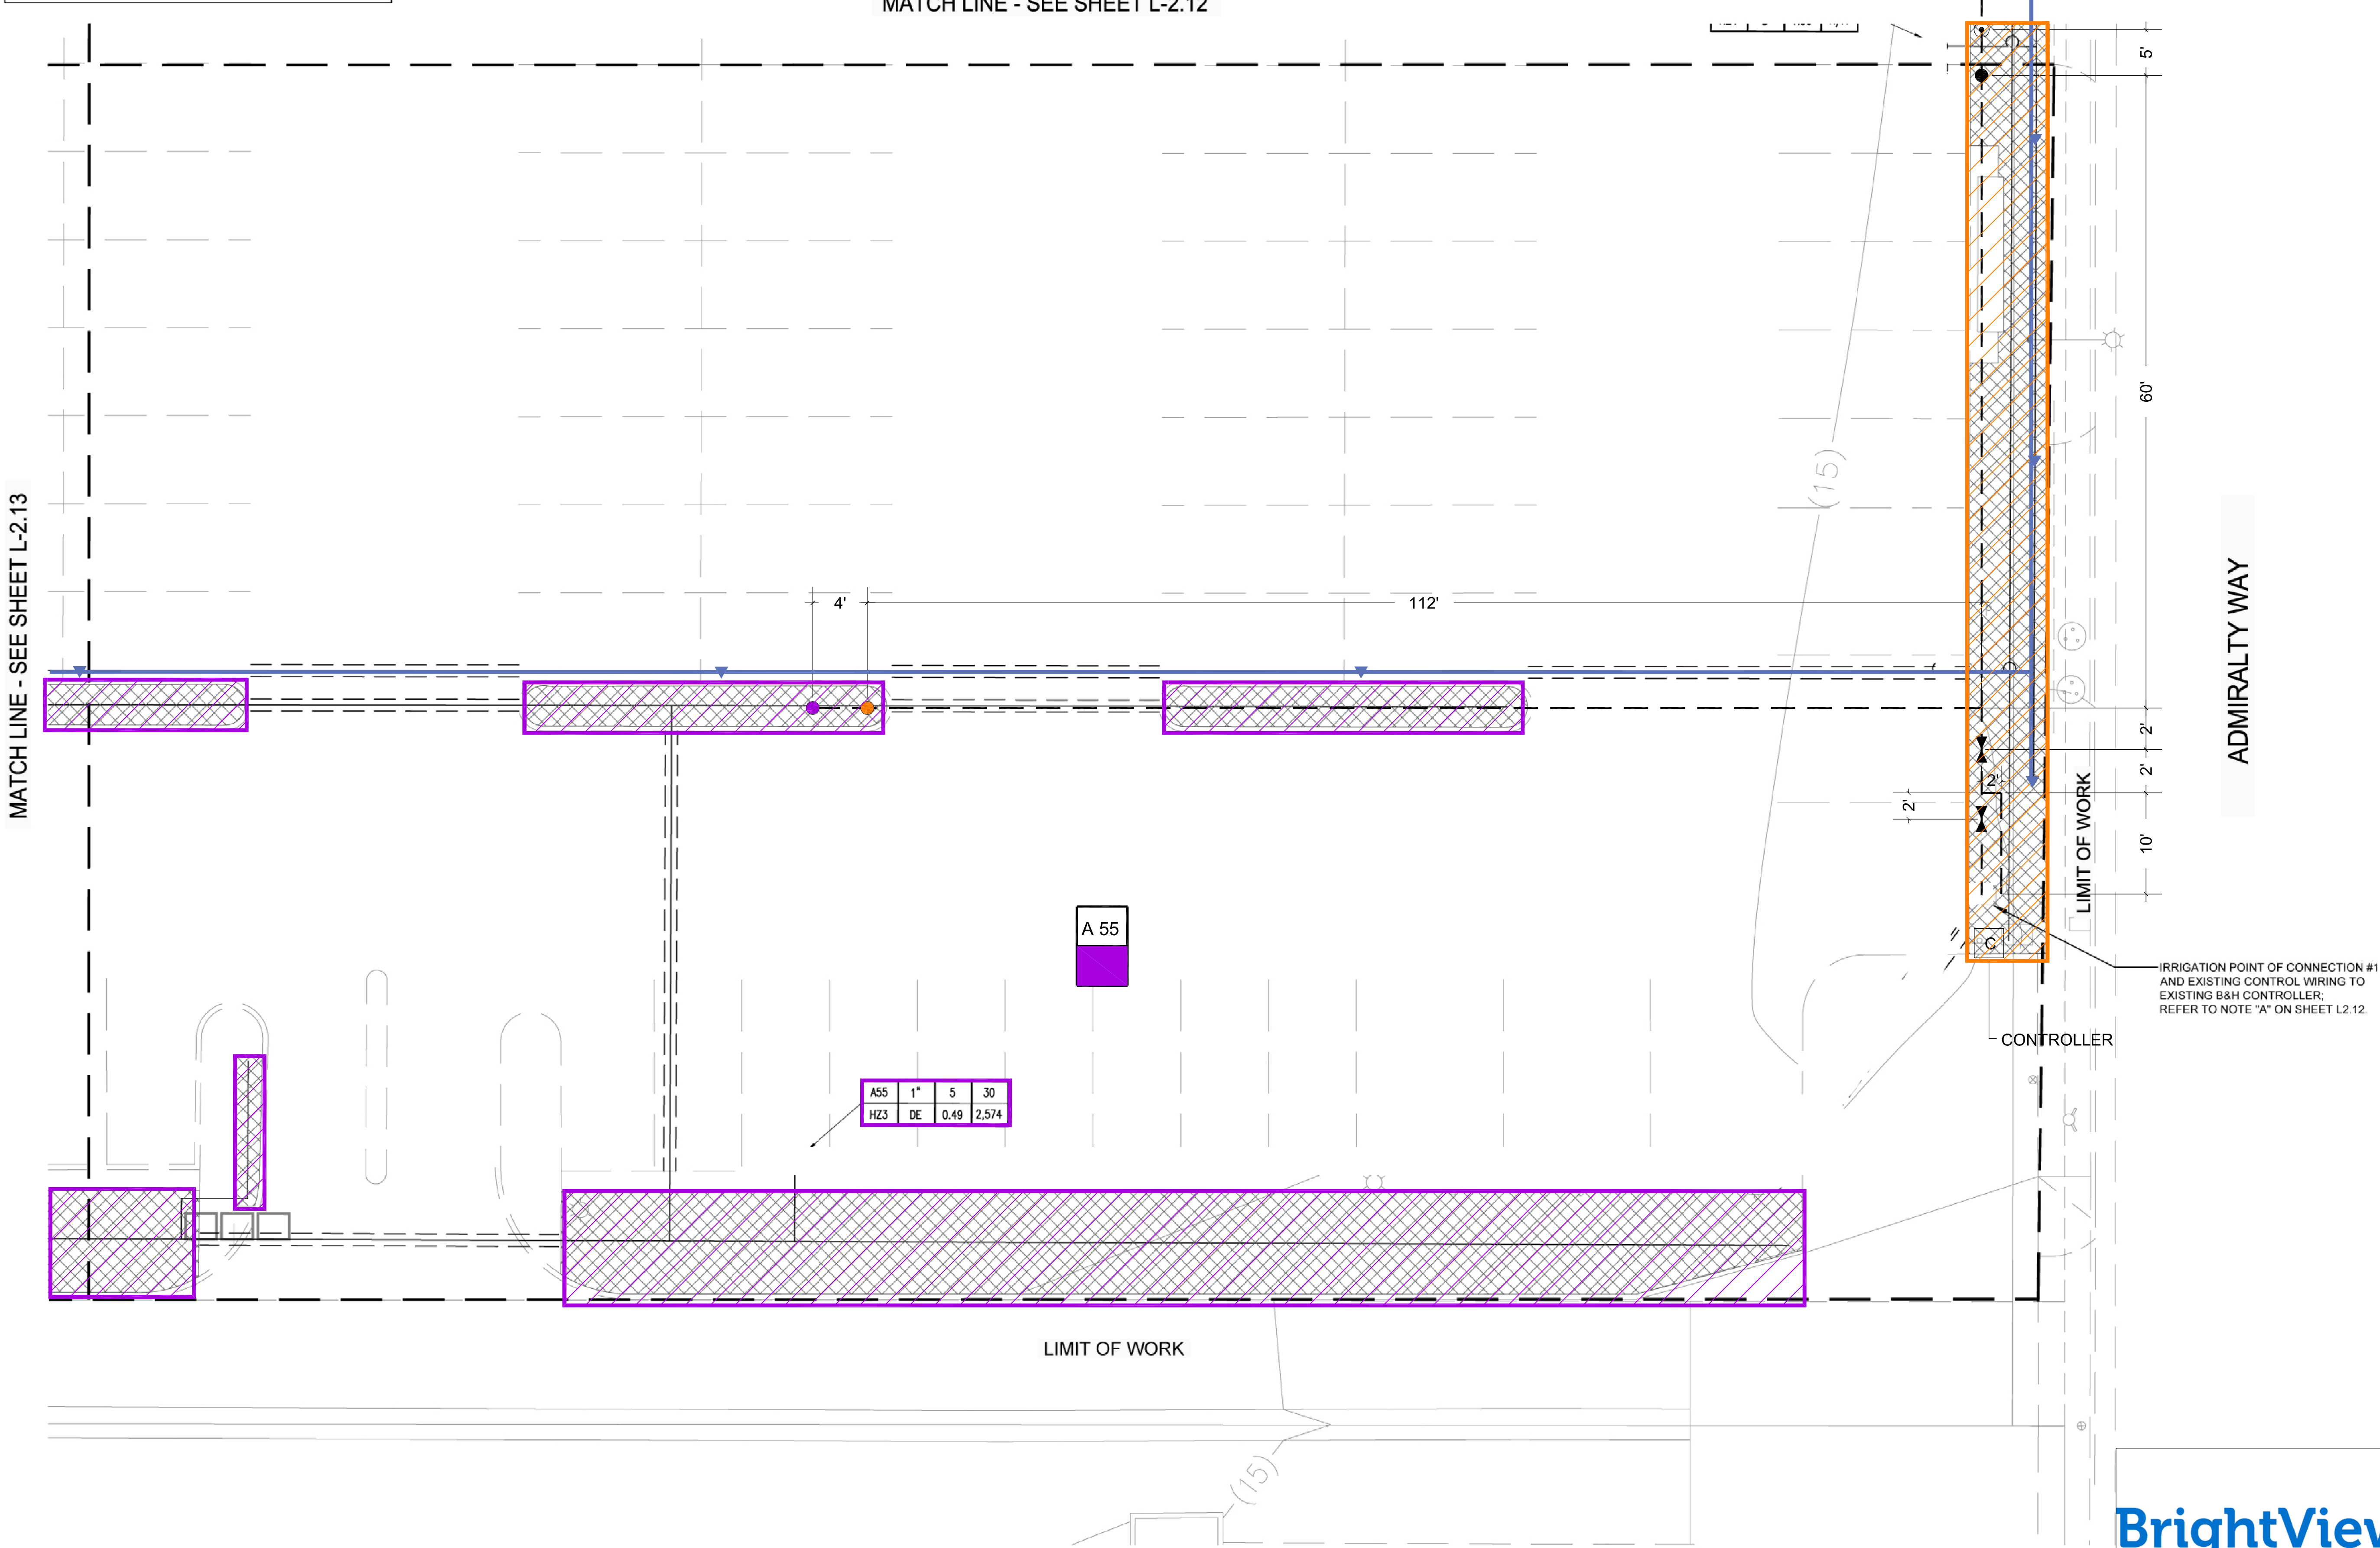 MATCH LINE - SEE SHEET L-2.12
5'
60'
(15)
MATCH LINE - SEE SHEET L-2.13
4'
112'
ADMIRALTY WAY
2'
2'
2'
2'
10'
LIMIT OF WORK
A 55
C
IRRIGATION POINT OF CONNECTION #1
AND EXISTING CONTROL WIRING TO
EXISTING B&H CONTROLLER;
REFER TO NOTE "A" ON SHEET L2.12.
CONTROLLER
A55 1" 5 30
HZ3 DE 0.49 2,574
LIMIT OF WORK
(15)
BrightView